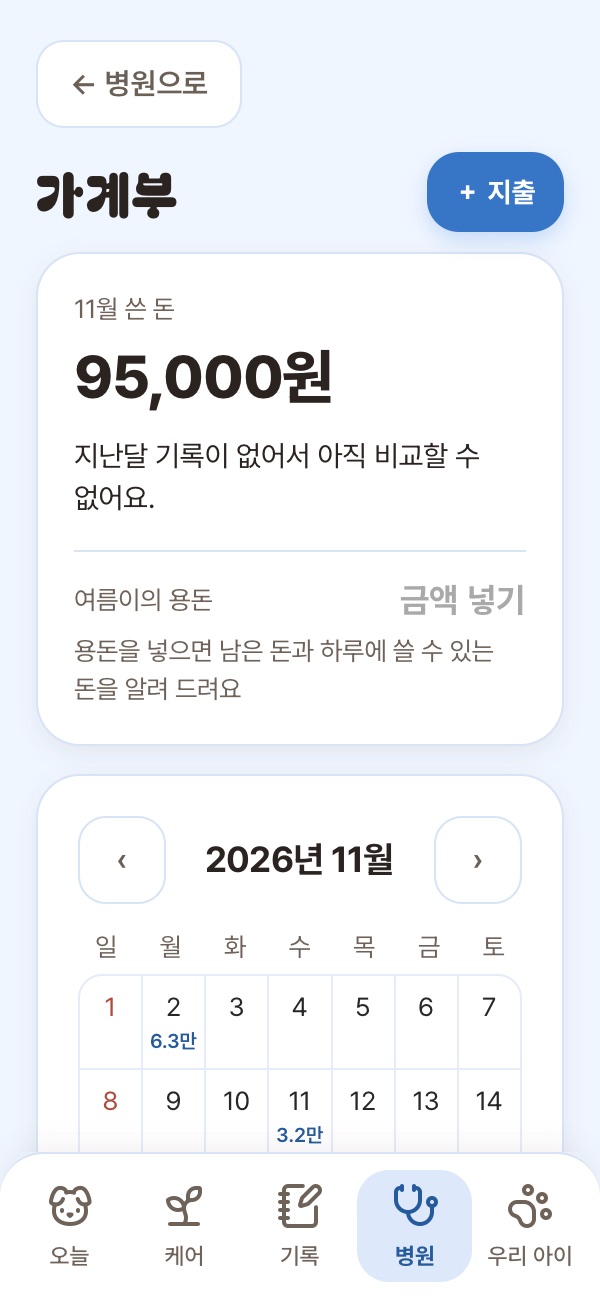 ← 병원으로
가계부
+ 지출
11월 쓴 돈
95,000원
지난달 기록이 없어서 아직 비교할 수
없어요.
여름이의 용돈
금액 넣기
용돈을 넣으면 남은 돈과 하루에 쓸 수 있는
돈을 알려 드려요
‹ 2026년 11월 ›
일 월 화 수 목 금 토
1 2 3 4 5 6 7
6.3만
8 9 10 11 12 13 14
3.2만
오늘 케어 기록 병원 우리 아이